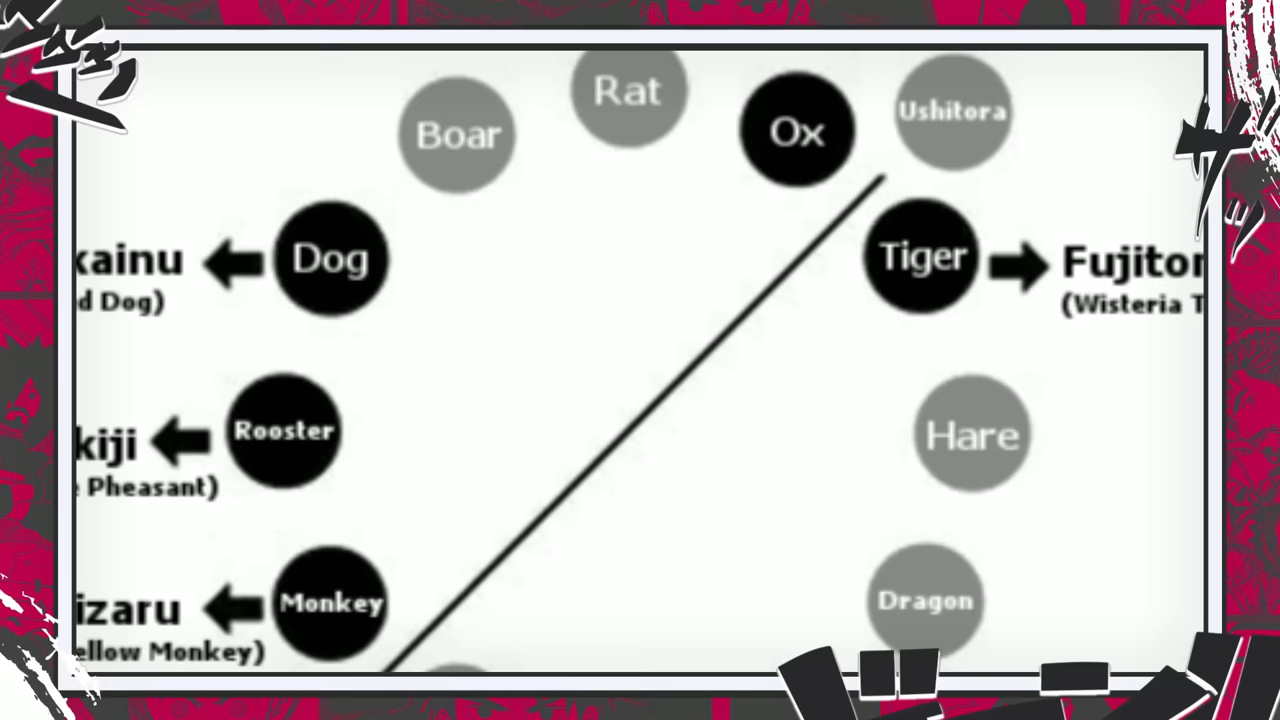 Rat
Boar
Ox
Ushitora
kainu
d Dog)
Dog
Tiger
Fujitor
(Wisteria T
kiji
e Pheasant)
Rooster
Hare
izaru
ellow Monkey)
Monkey
Dragon